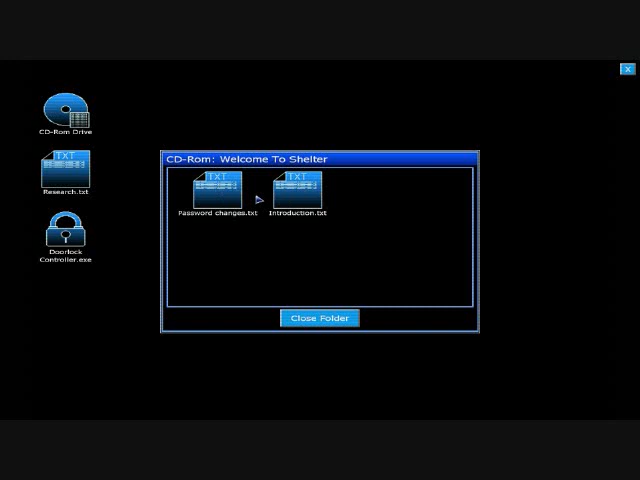 X
CD-Rom Drive
TXT
Research.txt
Doorlock
Controller.exe
CD-Rom: Welcome To Shelter
TXT TXT
Password changes.txt Introduction.txt
Close Folder